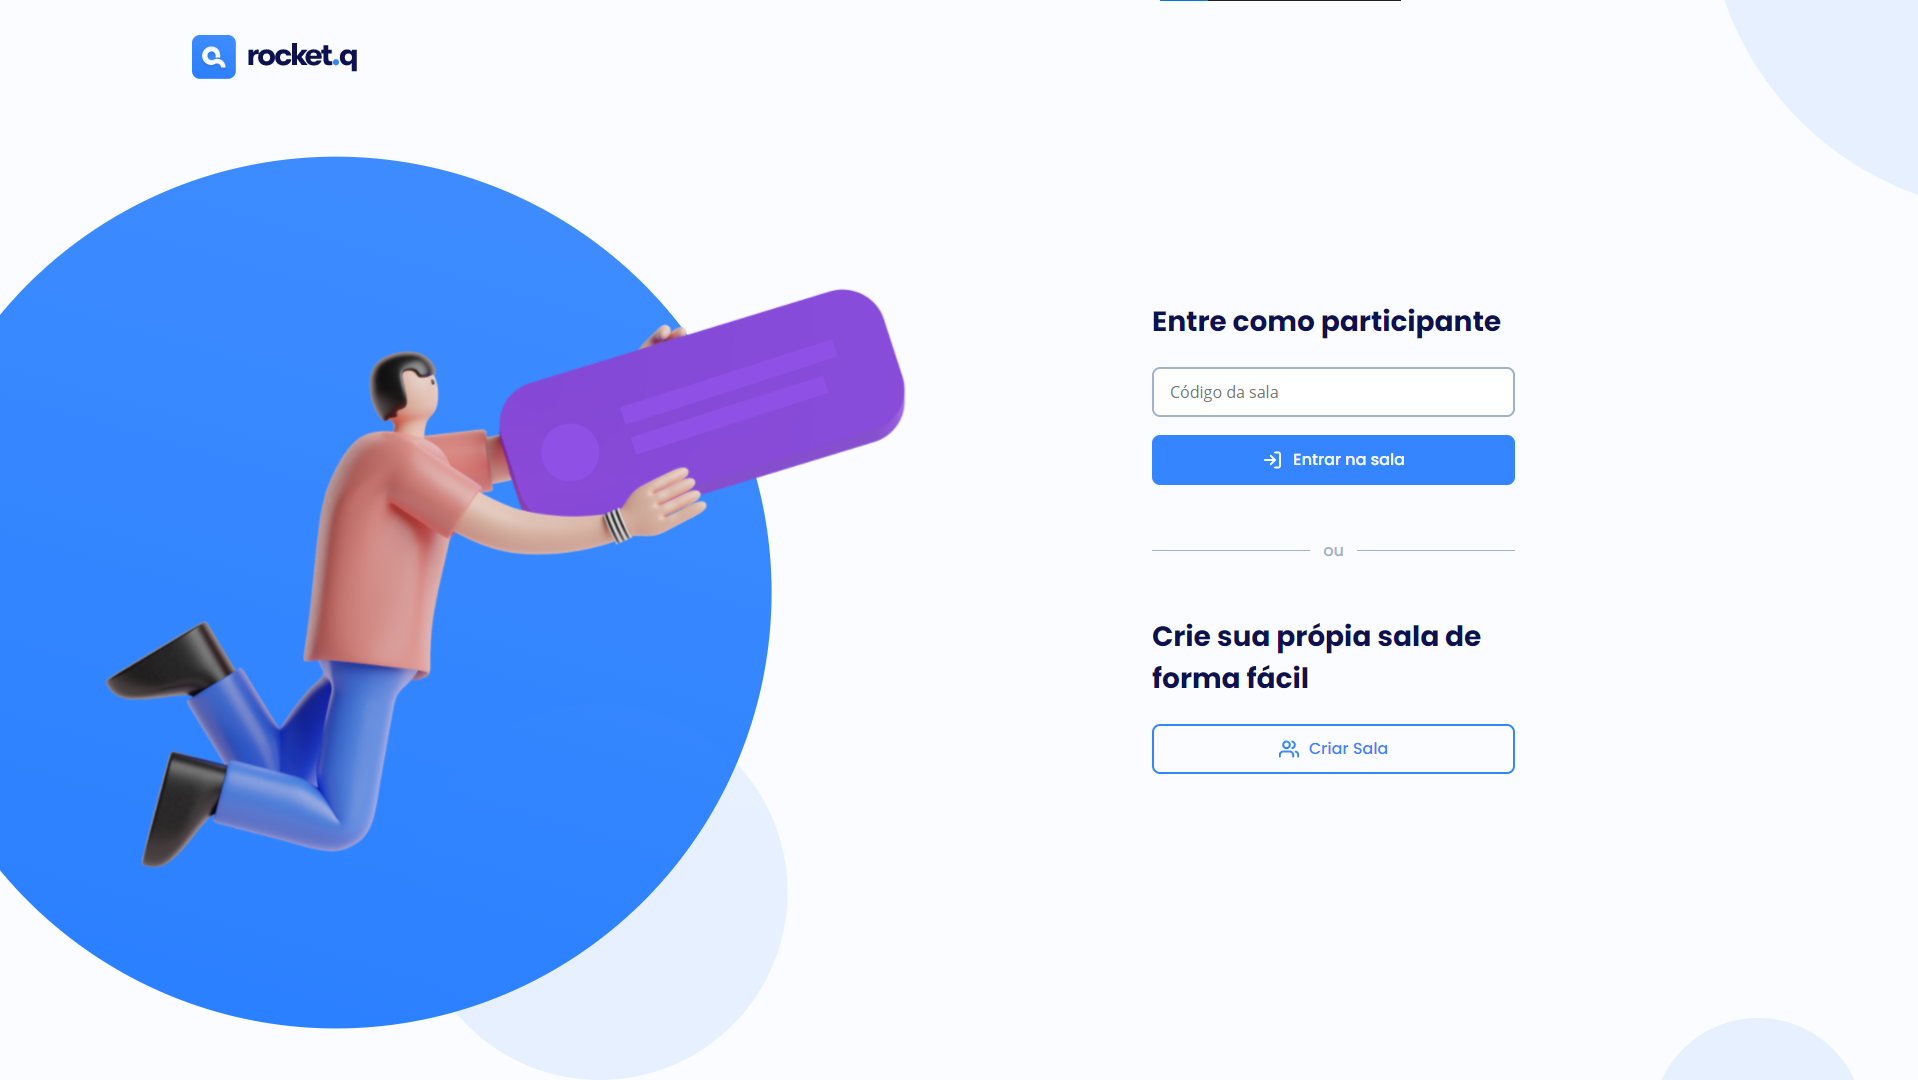 rocket.q
Entre como participante
Código da sala
Entrar na sala
ou
Crie sua própia sala de
forma fácil
Criar Sala